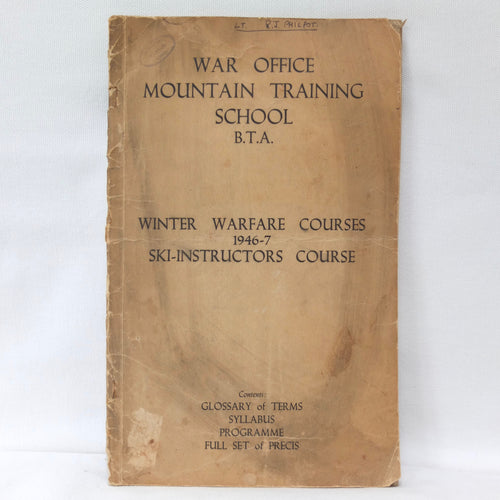 LT. P.J. PHILPOT.
WAR OFFICE
MOUNTAIN TRAINING
SCHOOL
B.T.A.
WINTER WARFARE COURSES
1946-7
SKI-INSTRUCTORS COURSE
Contents:
GLOSSARY of TERMS
SYLLABUS
PROGRAMME
FULL SET of PRECIS